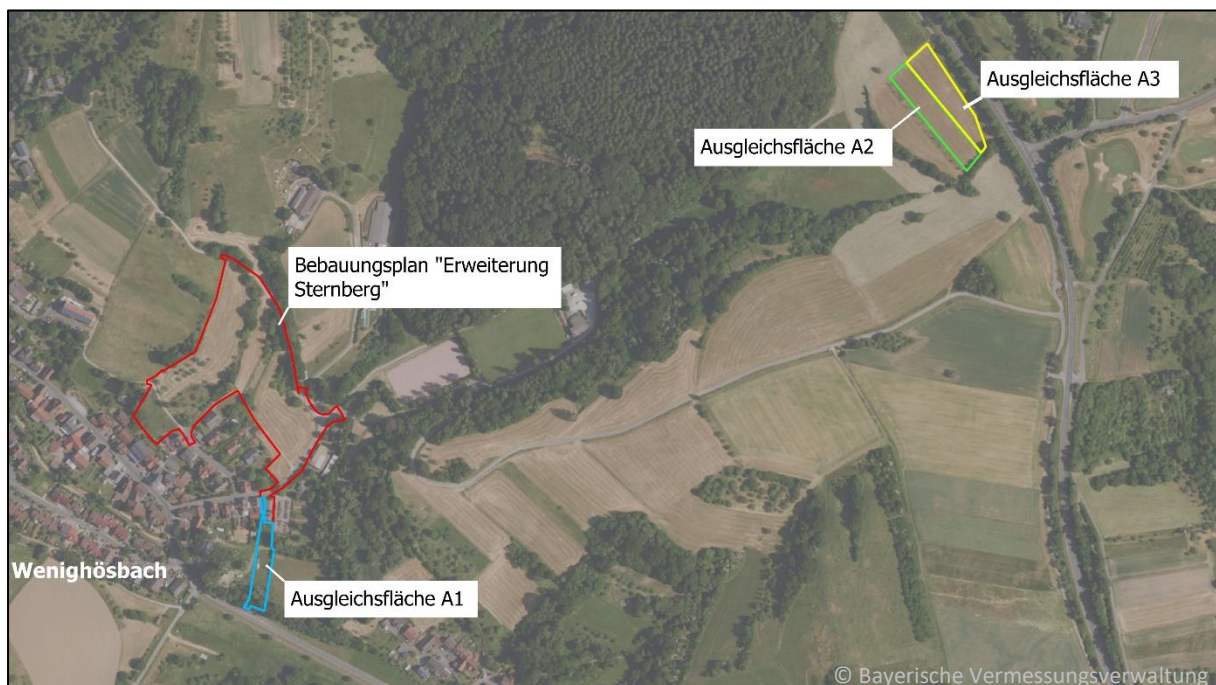 Ausgleichsfläche A3
Ausgleichsfläche A2
Bebauungsplan "Erweiterung
Sternberg"
Wenighösbach
Ausgleichsfläche A1
© Bayerische Vermessungsverwaltung